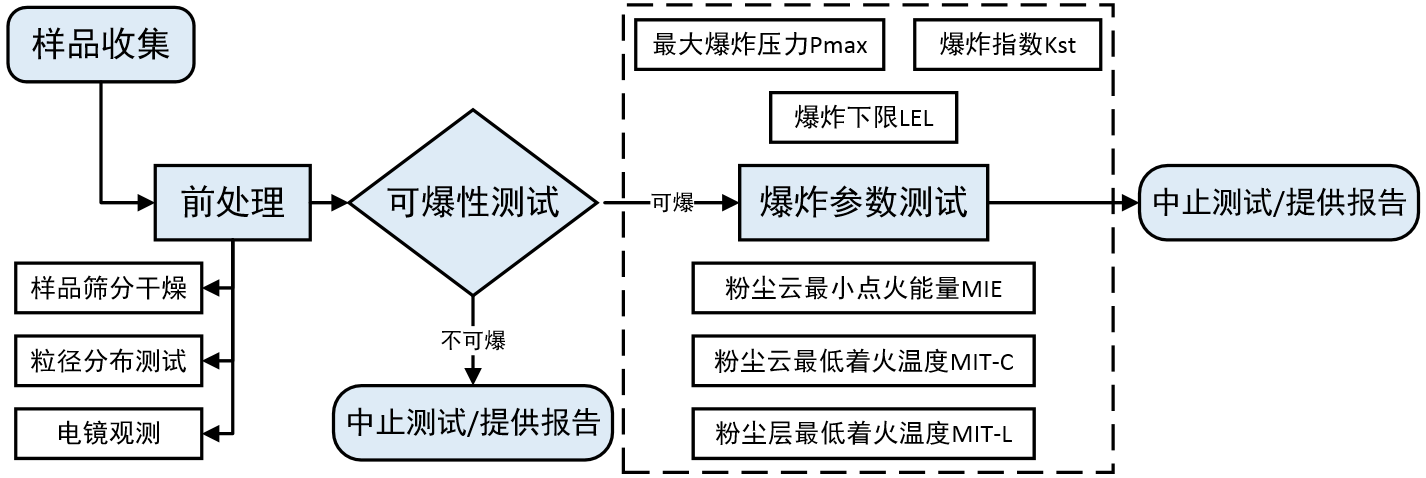 样品收集
前处理
样品筛分干燥
粒径分布测试
电镜观测
可爆性测试
不可爆
中止测试/提供报告
可爆
最大爆炸压力Pmax
爆炸指数Kst
爆炸下限LEL
爆炸参数测试
粉尘云最小点火能量MIE
粉尘云最低着火温度MIT-C
粉尘层最低着火温度MIT-L
中止测试/提供报告